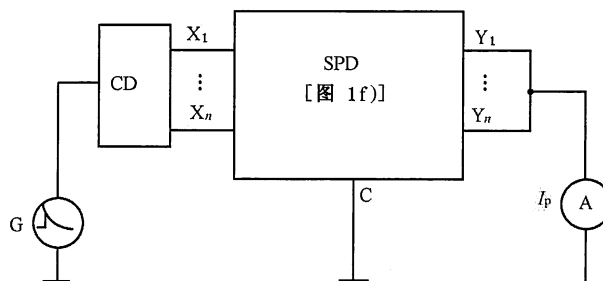 X1
Y1
CD
⋮
SPD
[图 1f)]
⋮
Xn
Yn
C
G
Ip
A